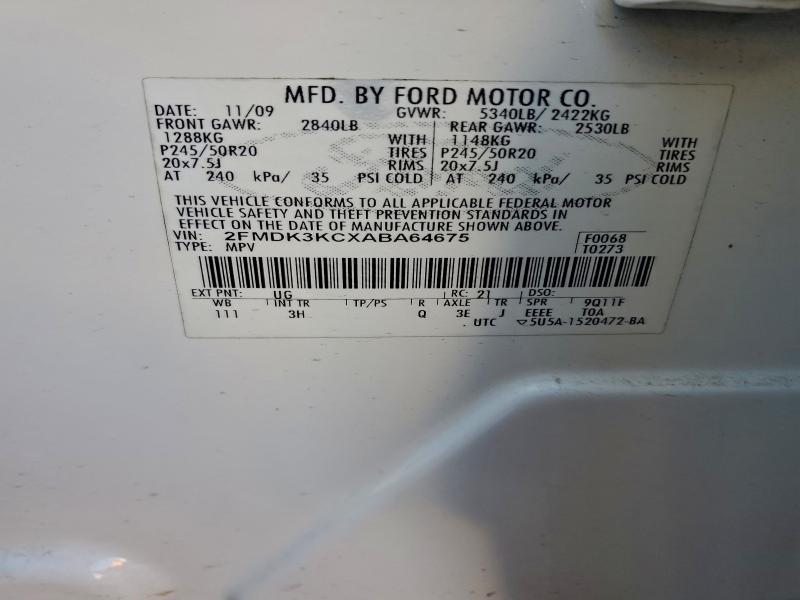 MFD. BY FORD MOTOR CO.
DATE: 11/09 GVWR: 5340LB/ 2422KG
FRONT GAWR: 2840LB REAR GAWR: 2530LB
1288KG WITH 1148KG WITH
P245/50R20 TIRES P245/50R20 TIRES
20x7.5J RIMS 20x7.5J RIMS
AT 240 kPa/ 35 PSI COLD AT 240 kPa/ 35 PSI COLD
THIS VEHICLE CONFORMS TO ALL APPLICABLE FEDERAL MOTOR
VEHICLE SAFETY AND THEFT PREVENTION STANDARDS IN
EFFECT ON THE DATE OF MANUFACTURE SHOWN ABOVE.
VIN: 2FMDK3KCXABA64675 F0068
TYPE: MPV T0273
EXT PNT: UG RC: 21 DSO:
WB INT TR TP/PS R AXLE TR SPR 9Q11F
111 3H Q 3E J EEEE T0A
UTC ▽5U5A-1520472-BA